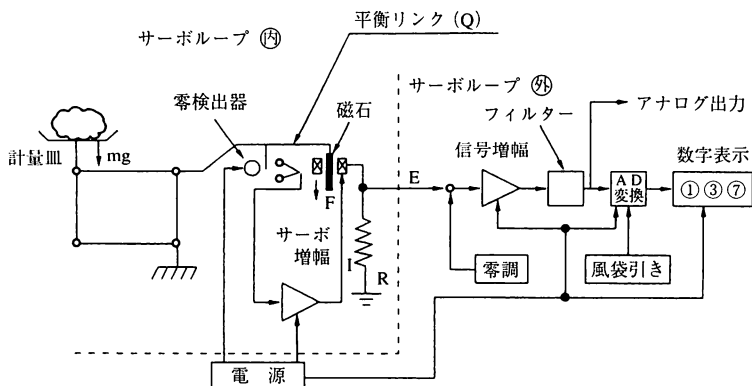 平衡リンク(Q)
サーボループ ㊤内
サーボループ 外
フィルター
アナログ出力
零検出器
磁石
計量皿
mg
信号増幅
数字表示
E
F
AD
変換
①③⑦
サーボ
増幅
I
R
零調
風袋引き
電源